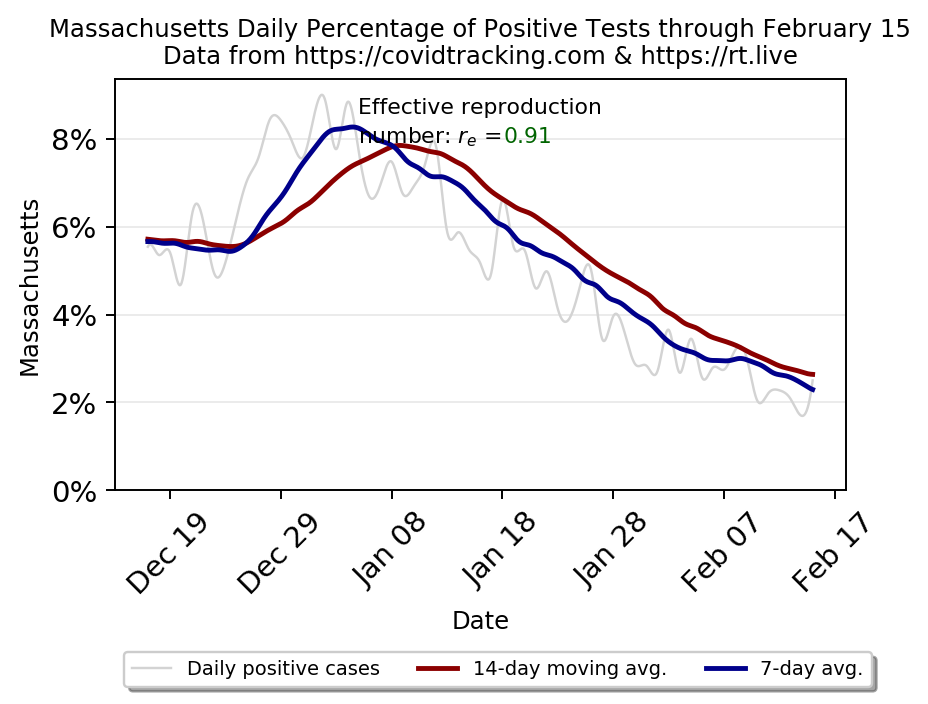 Massachusetts Daily Percentage of Positive Tests through February 15
Data from https://covidtracking.com & https://rt.live
Effective reproduction
number: rₑ =0.91
8%
6%
4%
2%
0%
Massachusetts
Dec 19
Dec 29
Jan 08
Jan 18
Jan 28
Feb 07
Feb 17
Date
Daily positive cases
14-day moving avg.
7-day avg.